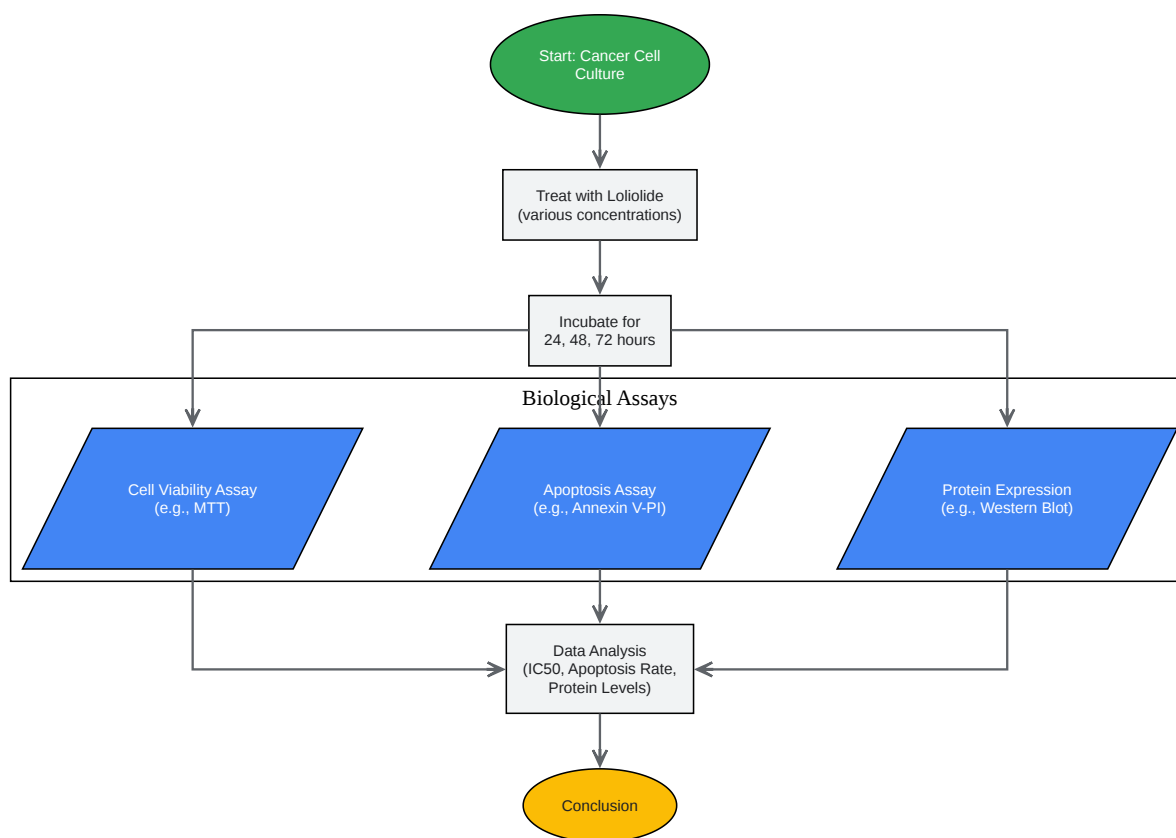 Start: Cancer Cell
Culture
Treat with Loliolide
(various concentrations)
Incubate for
24, 48, 72 hours
Biological Assays
Cell Viability Assay
(e.g., MTT)
Apoptosis Assay
(e.g., Annexin V-PI)
Protein Expression
(e.g., Western Blot)
Data Analysis
(IC50, Apoptosis Rate,
Protein Levels)
Conclusion